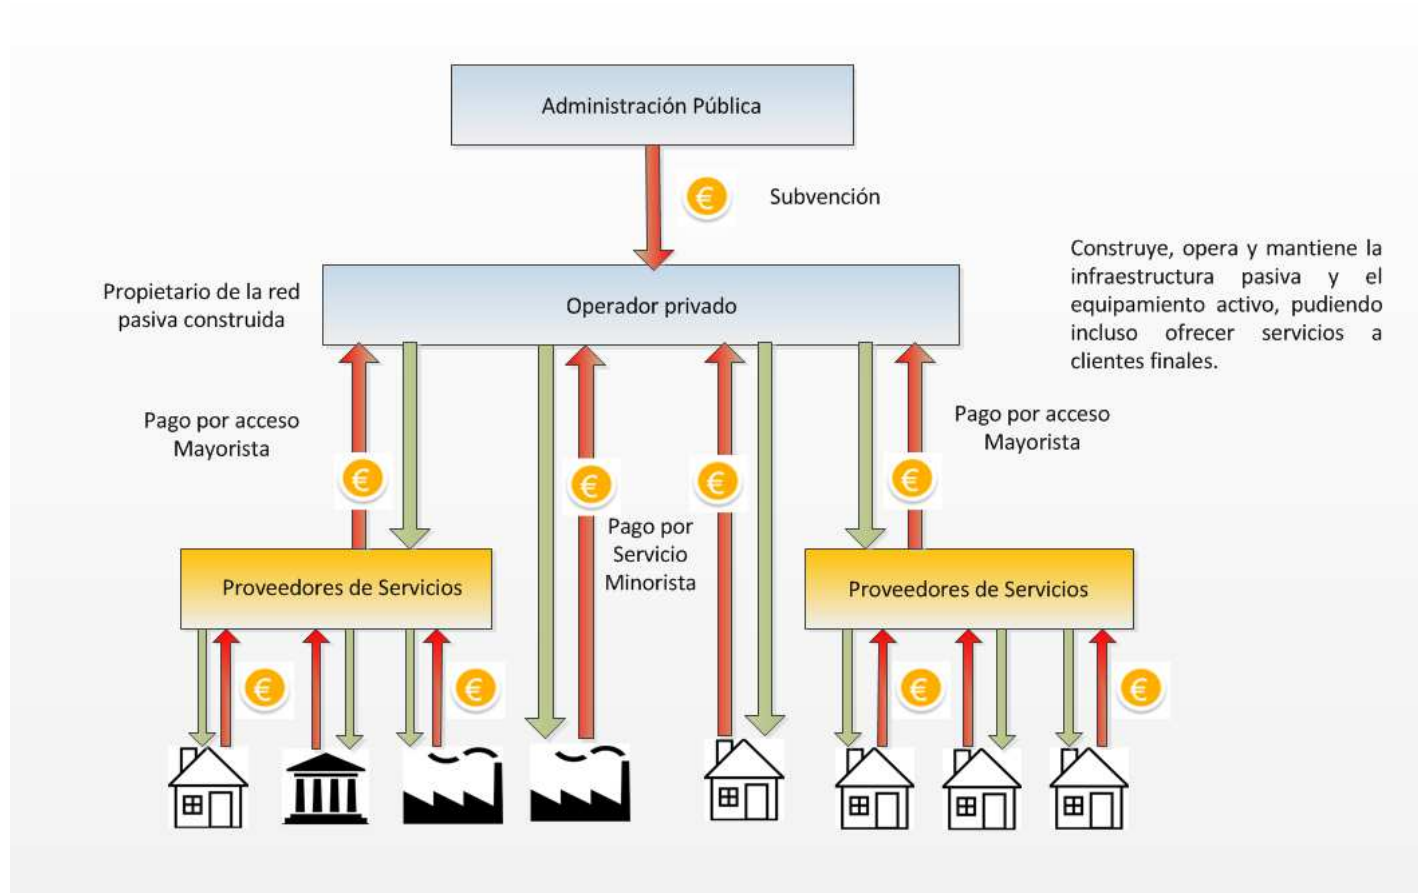 Administración Pública
€
Subvención
Construye, opera y mantiene la
infraestructura pasiva y el
equipamiento activo, pudiendo
incluso ofrecer servicios a
clientes finales.
Propietario de la red
pasiva construida
Operador privado
Pago por acceso
Mayorista
Pago por acceso
Mayorista
€
€
€
€
Pago por
Servicio
Minorista
Proveedores de Servicios
Proveedores de Servicios
€
€
€
€